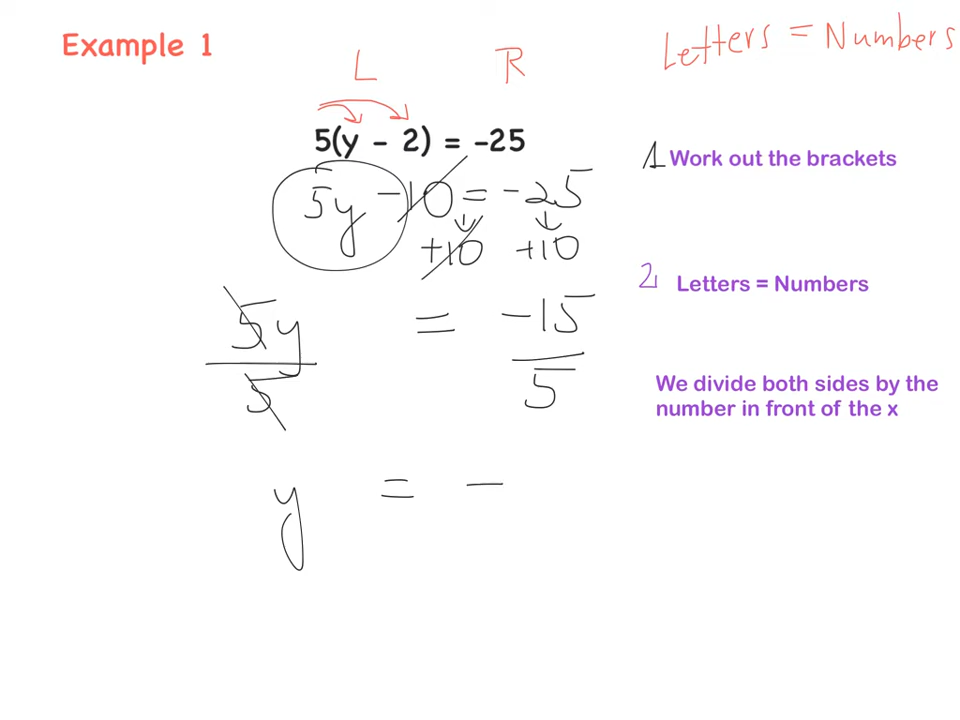 Example 1
Letters = Numbers
L R
5(y - 2) = -25
5y -10 = -25
+10 +10
5y = -15
5 5
y = -
1 Work out the brackets
2 Letters = Numbers
We divide both sides by the
number in front of the x